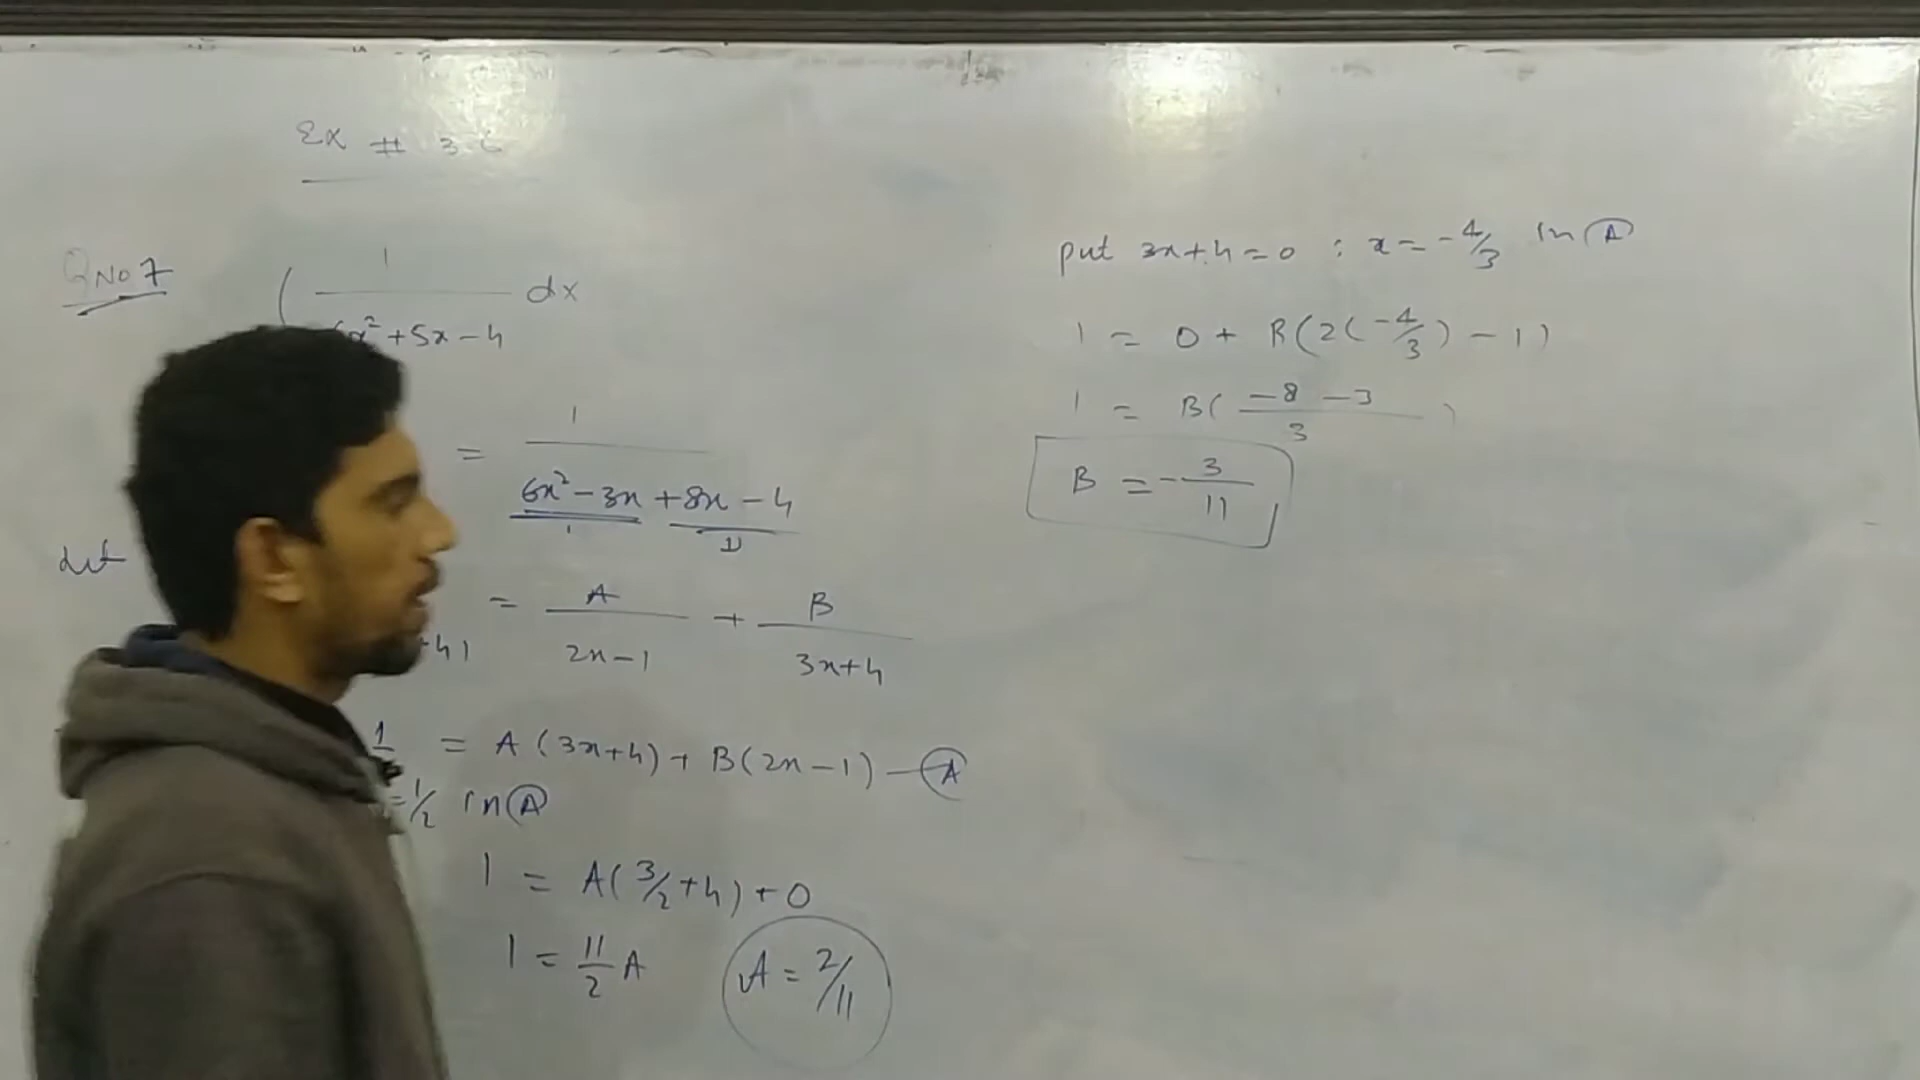 Ex # 3.6
Q No 7
∫ 1/(6x²+5x-4) dx
= 1/(6x²-3x+8x-4)
Let
+4) = A/(2x-1) + B/(3x+4)
1 = A(3x+4)+B(2x-1) —Ⓐ
=1/2 in Ⓐ
1 = A(3/2+4)+0
1 = 11/2 A A = 2/11
put 3x+4=0 : x=-4/3 in Ⓐ
1 = 0 + B(2(-4/3)-1)
1 = B((-8-3)/3)
B = -3/11